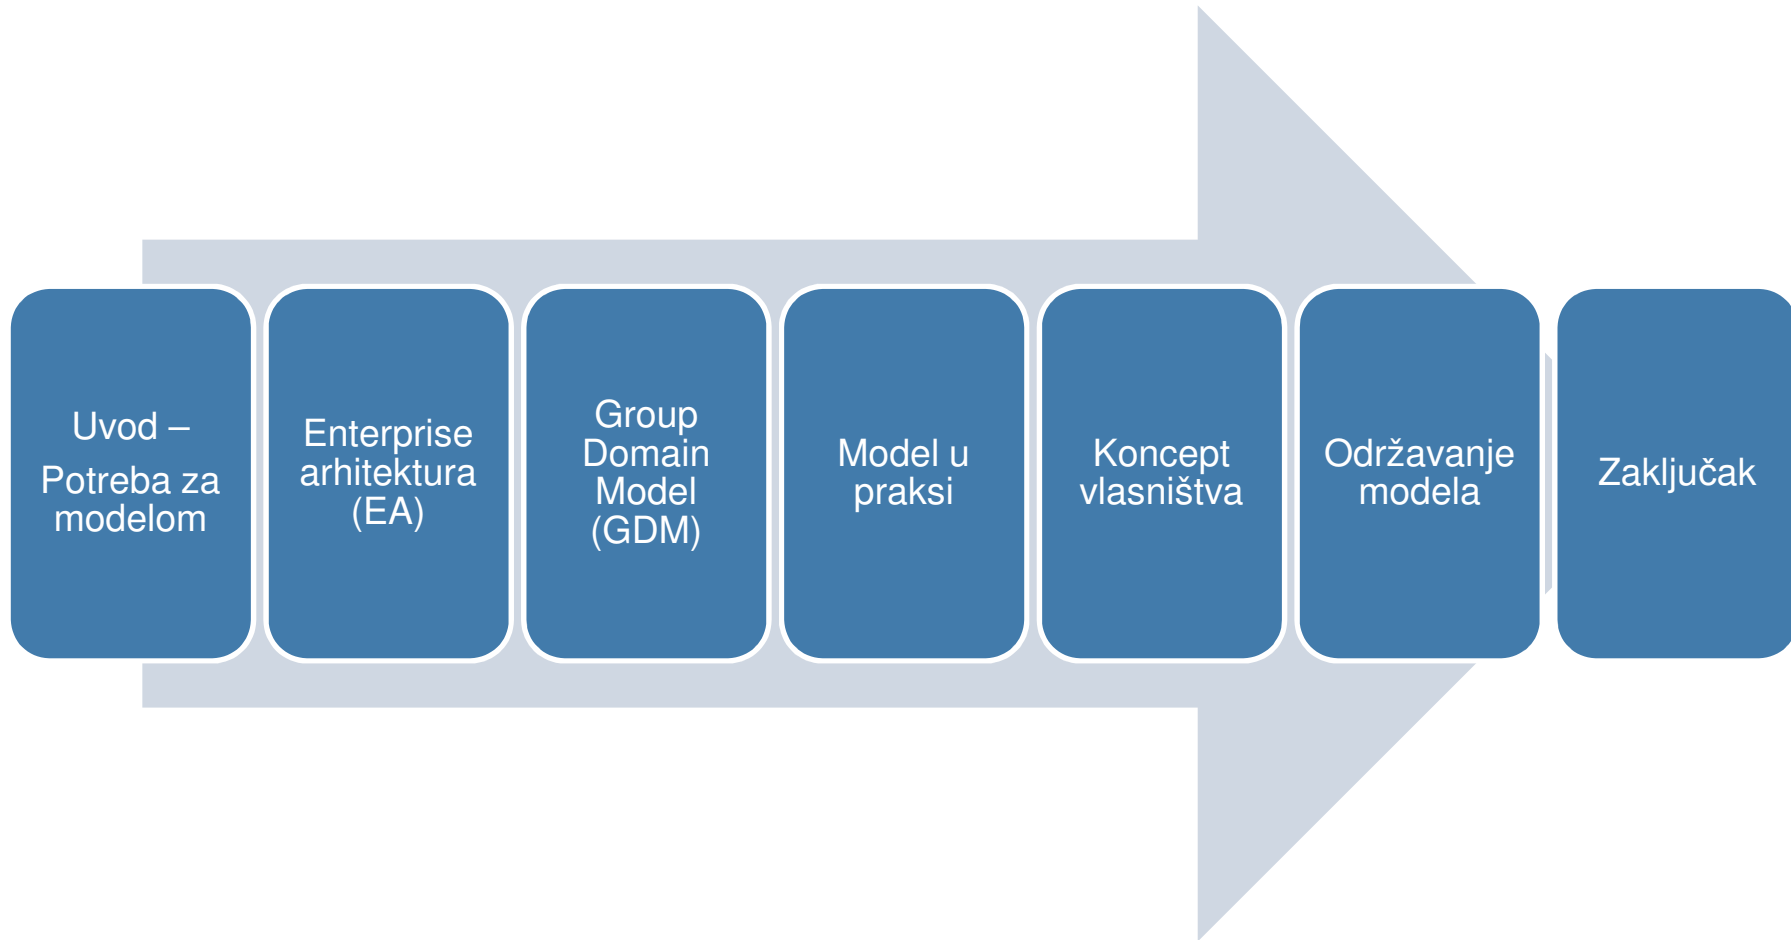 Uvod –
Potreba za
modelom
Enterprise
arhitektura
(EA)
Group
Domain
Model
(GDM)
Model u
praksi
Koncept
vlasništva
Održavanje
modela
Zaključak